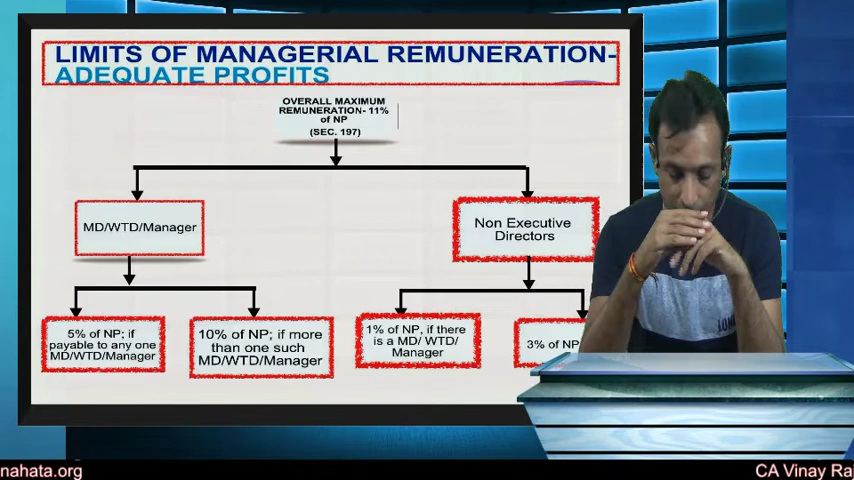 LIMITS OF MANAGERIAL REMUNERATION-
ADEQUATE PROFITS
OVERALL MAXIMUM
REMUNERATION- 11%
of NP
(SEC. 197)
MD/WTD/Manager
Non Executive
Directors
5% of NP; if
payable to any one
MD/WTD/Manager
10% of NP; if more
than one such
MD/WTD/Manager
1% of NP, if there
is a MD/ WTD/
Manager
3% of NP
nahata.org
CA Vinay Ra